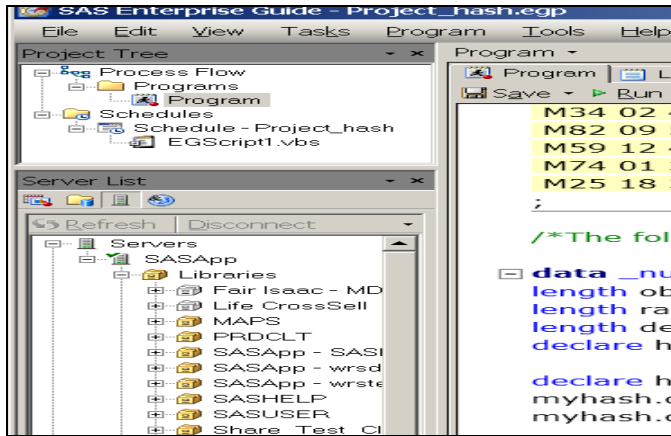 SAS Enterprise Guide - Project_hash.egp
File Edit View Tasks Program Tools Help
Project Tree
Process Flow
Programs
Program
Schedules
Schedule - Project_hash
EGScript1.vbs
Server List
Refresh Disconnect
Servers
SASApp
Libraries
Fair Isaac - MD
Life CrossSell
MAPS
PRDCLT
SASApp - SASI
SASApp - wrsd
SASApp - wrste
SASHELP
SASUSER
Share Test Cl
Program
Program L
Save Run
M34 02
M82 09
M59 12
M74 01
M25 18
;
/*The fol
data _nu
length ob
length ra
length de
declare h
declare h
myhash.
myhash.